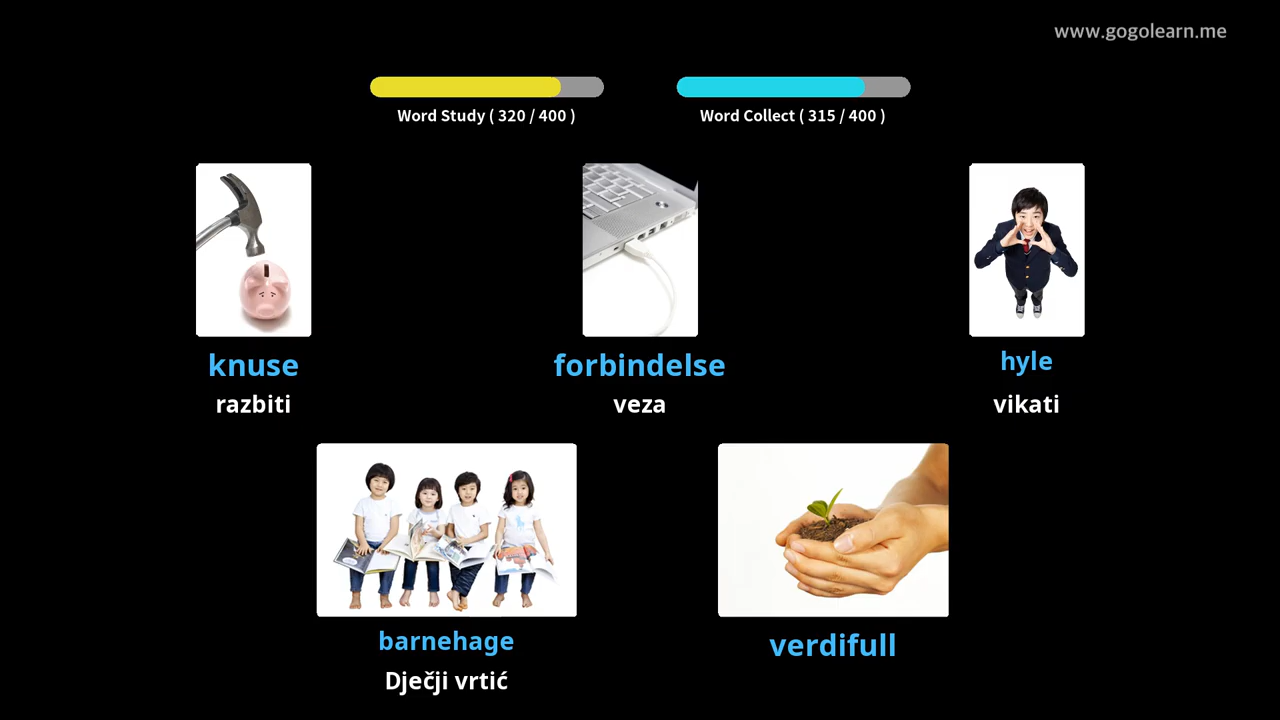 www.gogolearn.me
Word Study ( 320 / 400 )
Word Collect ( 315 / 400 )
knuse
razbiti
forbindelse
veza
hyle
vikati
barnehage
Dječji vrtić
verdifull